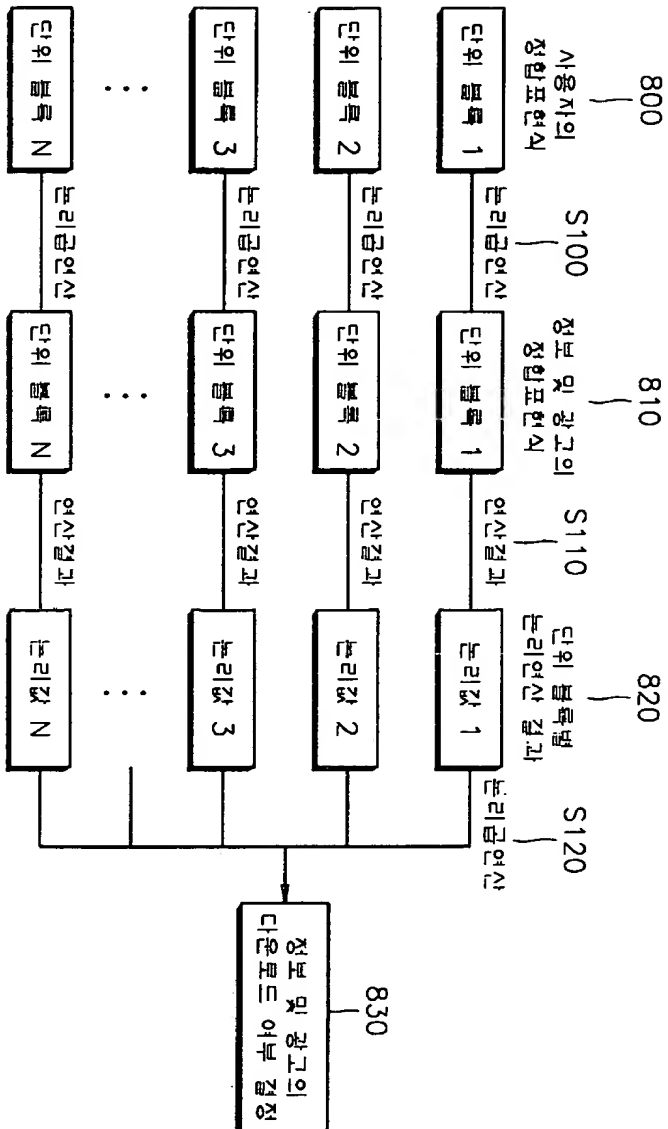 800
사용자의
정합표현식
단위 블록 1
단위 블록 2
단위 블록 3
...
단위 블록 N
S100
논리곱연산
논리곱연산
논리곱연산
논리곱연산
810
정보 및 광고의
정합표현식
단위 블록 1
단위 블록 2
단위 블록 3
...
단위 블록 N
S110
연산결과
연산결과
연산결과
연산결과
820
단위 블록별
논리연산 결과
논리값 1
논리값 2
논리값 3
...
논리값 N
S120
논리곱연산
830
정보 및 광고의
다운로드 여부 결정